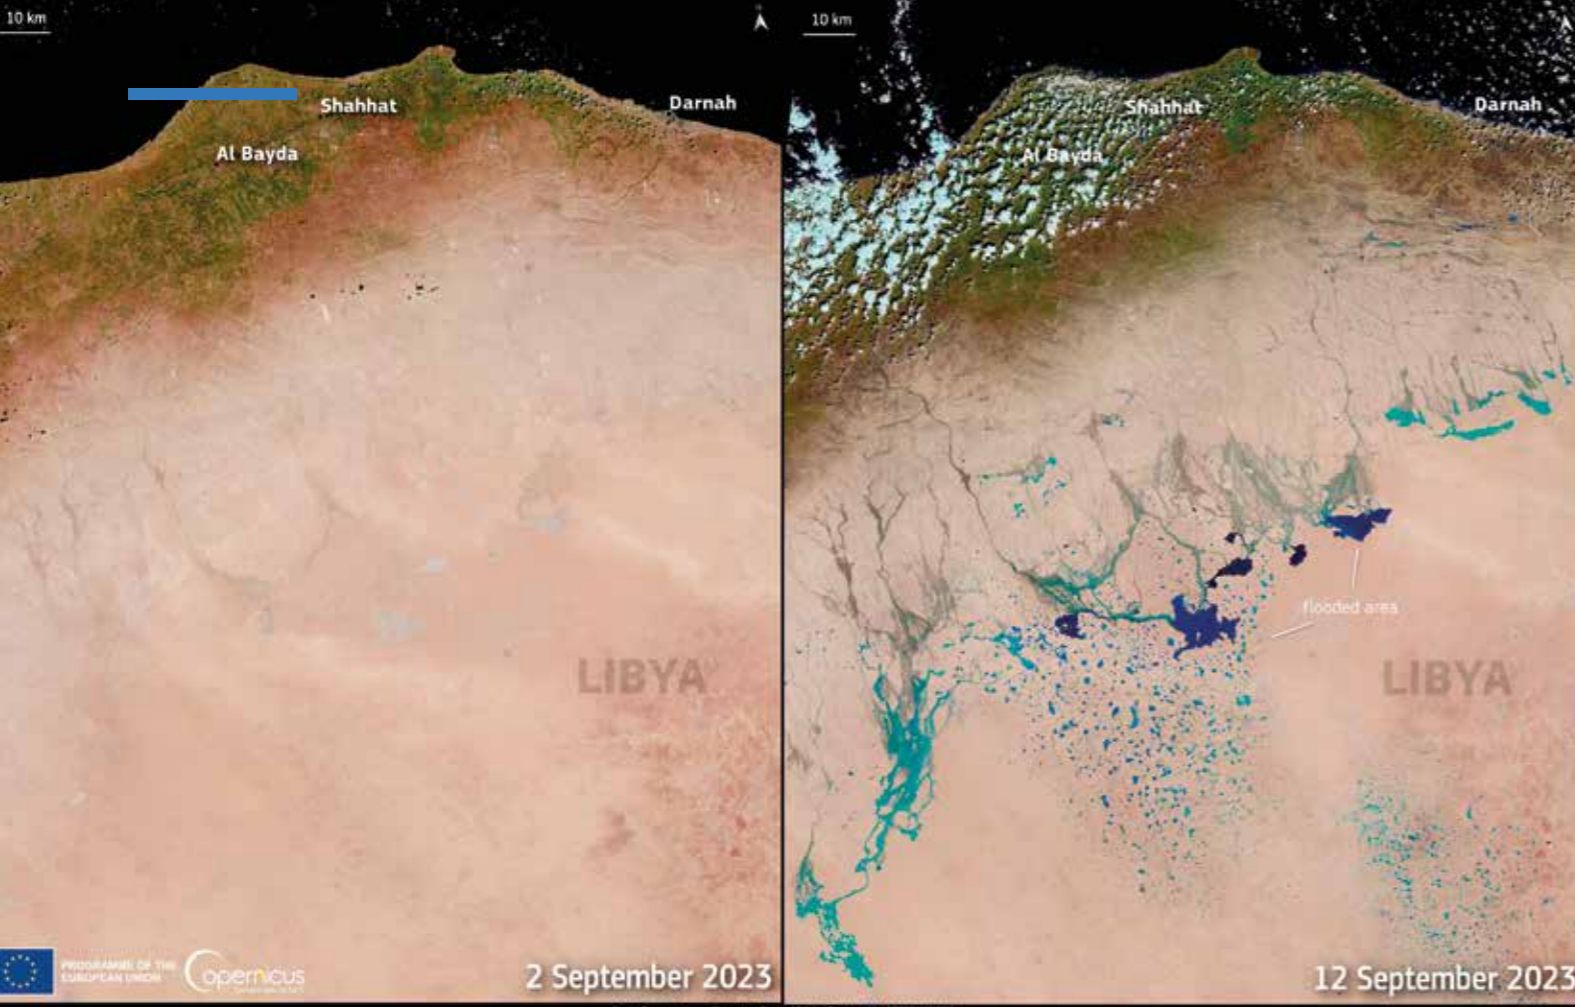 10 km
Shahhat
Darnah
Al Bayda
LIBYA
PROGRAMME OF THE
EUROPEAN UNION
opernicus
2 September 2023
10 km
Shahhat
Darnah
Al Bayda
flooded area
LIBYA
12 September 2023